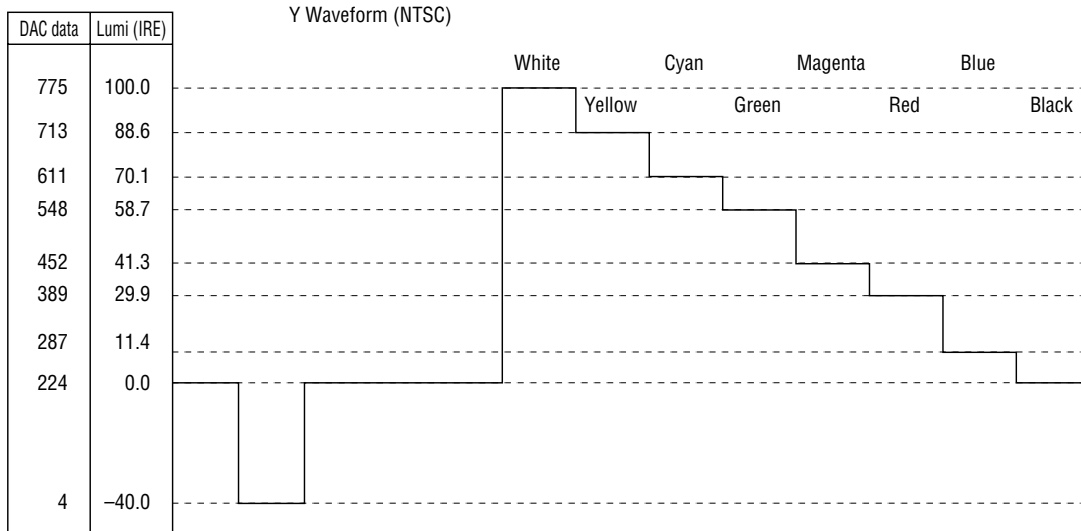 Y Waveform (NTSC)
DAC data Lumi (IRE)
White Cyan Magenta Blue
775 100.0
Yellow Green Red Black
713 88.6
611 70.1
548 58.7
452 41.3
389 29.9
287 11.4
224 0.0
4 –40.0